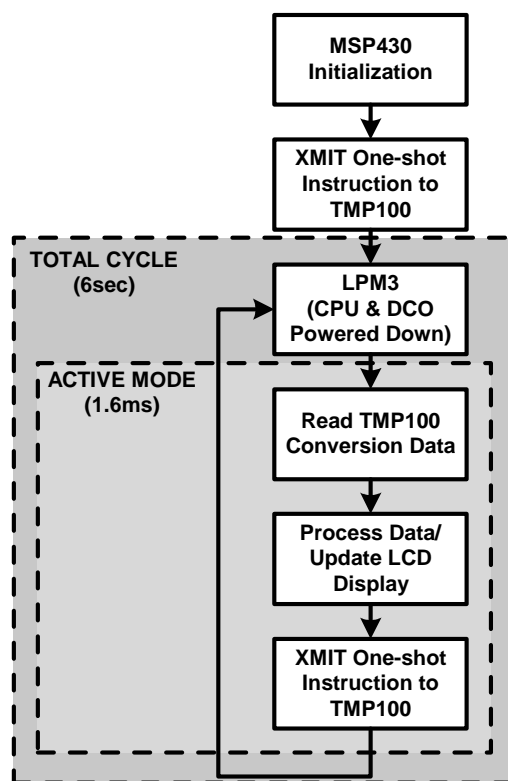 MSP430
Initialization
XMIT One-shot
Instruction to
TMP100
TOTAL CYCLE
(6sec)
LPM3
(CPU & DCO
Powered Down)
ACTIVE MODE
(1.6ms)
Read TMP100
Conversion Data
Process Data/
Update LCD
Display
XMIT One-shot
Instruction to
TMP100